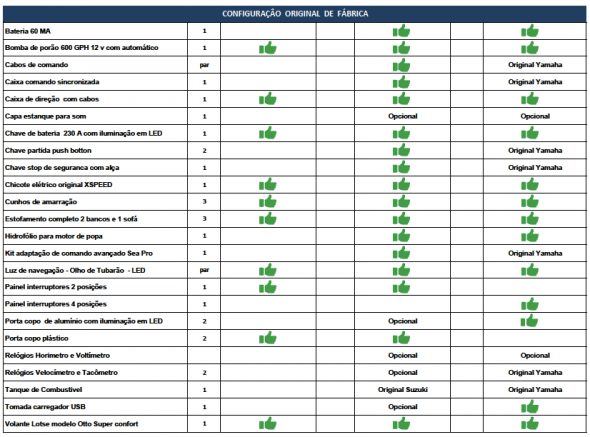 CONFIGURAÇÃO ORIGINAL DE FÁBRICA
Bateria 60 MA 1
Bomba de porão 600 GPH 12 v com automático 1
Cabos de comando par Original Yamaha
Caixa comando sincronizada 1 Original Yamaha
Caixa de direção com cabos 1
Capa estanque para som 1 Opcional Opcional
Chave de bateria 230 A com iluminação em LED 1
Chave partida push botton 2 Original Yamaha
Chave stop de seguranca com alça 1 Original Yamaha
Chicote elétrico original XSPEED 1
Cunhos de amarração 3
Estofamento completo 2 bancos e 1 sofá 3
Hidrofólio para motor de popa 1
Kit adaptação de comando avançado Sea Pro 1 Original Yamaha
Luz de navegação - Olho de Tubarão - LED par
Painel interruptores 2 posições 1
Painel interruptores 4 posições 1
Porta copo de alumínio com iluminação em LED 2 Opcional
Porta copo plástico 2
Relógios Horimetro e Voltímetro Opcional Opcional
Relógios Velocímetro e Tacômetro 2 Opcional Original Yamaha
Tanque de Combustivel 1 Original Suzuki Original Yamaha
Tomada carregador USB 1 Opcional
Volante Lotse modelo Otto Super confort 1